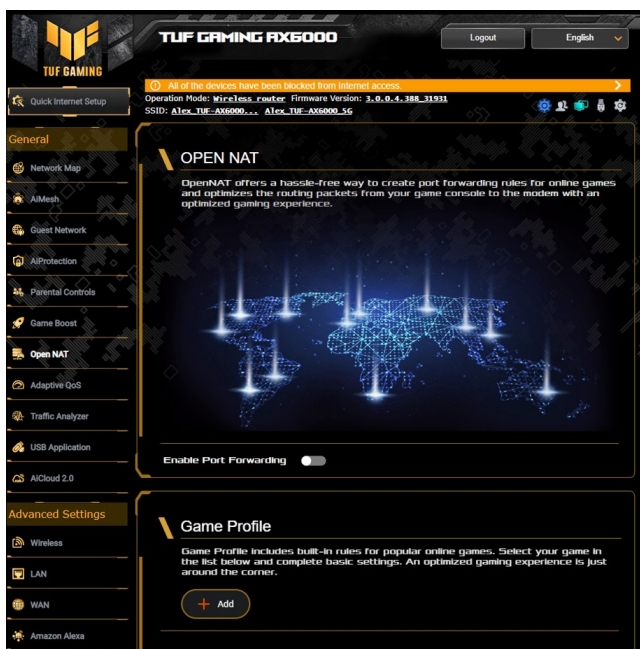 TUF GAMING AX6000
Logout
English
TUF GAMING
All of the devices have been blocked from Internet access.
Quick Internet Setup
Operation Mode: Wireless router Firmware Version: 3.0.0.4.388_31931
SSID: Alex_TUF-AX6000... Alex_TUF-AX6000_5G
General
Network Map
AiMesh
Guest Network
AiProtection
Parental Controls
Game Boost
Open NAT
Adaptive QoS
Traffic Analyzer
USB Application
AiCloud 2.0
Advanced Settings
Wireless
LAN
WAN
Amazon Alexa
OPEN NAT
OpenNAT offers a hassle-free way to create port forwarding rules for online games
and optimizes the routing packets from your game console to the modem with an
optimized gaming experience.
Enable Port Forwarding
Game Profile
Game Profile includes built-in rules for popular online games. Select your game in
the list below and complete basic settings. An optimized gaming experience is just
around the corner.
+ Add